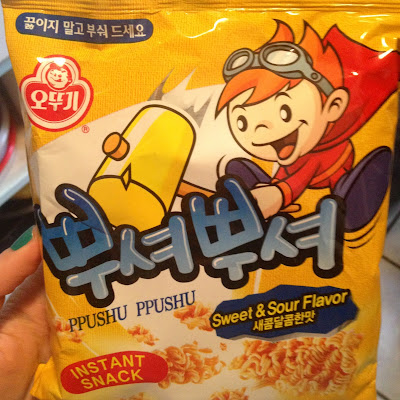 끓이지 말고 부숴 드세요
오뚜기
®
뿌셔뿌셔
PPUSHU PPUSHU
Sweet & Sour Flavor
새콤달콤한맛
INSTANT
SNACK